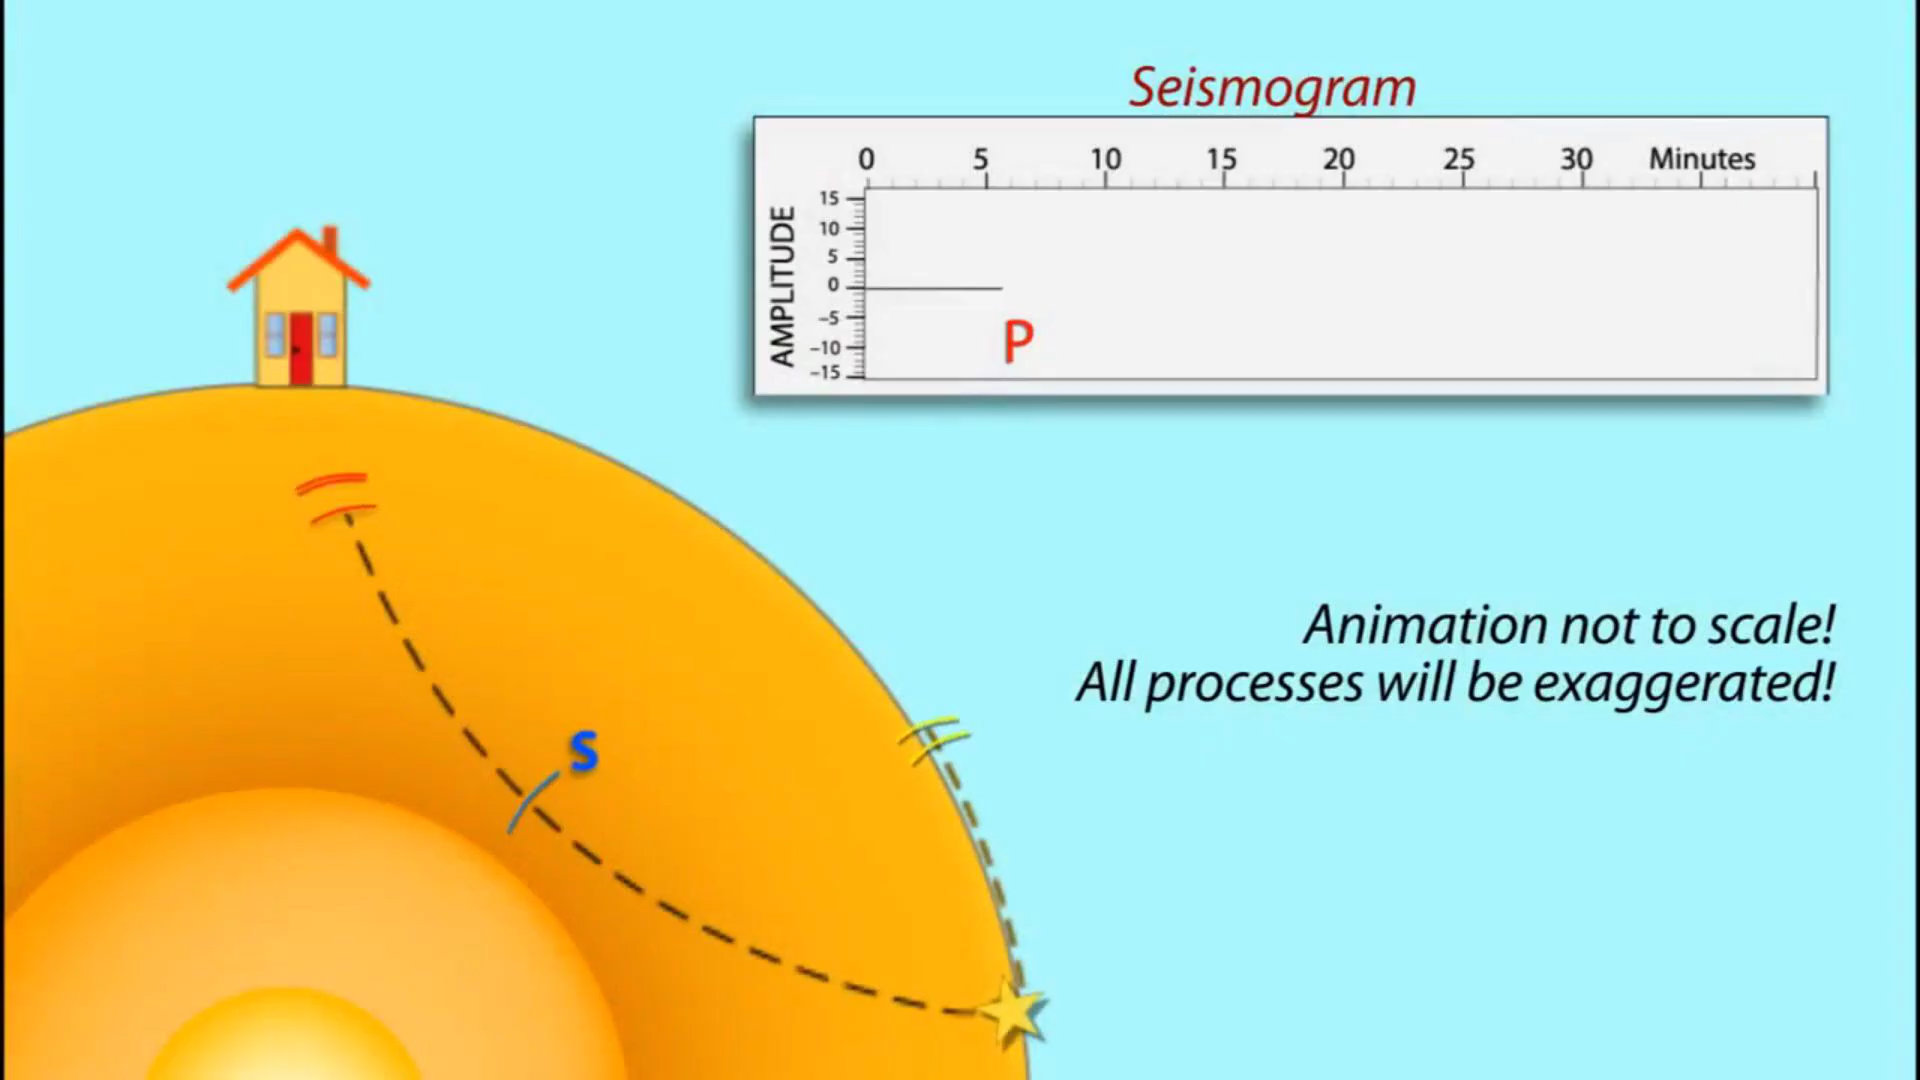 Seismogram
0 5 10 15 20 25 30 Minutes
AMPLITUDE
15
10
5
0
–5
–10
–15
P
Animation not to scale!
All processes will be exaggerated!
S